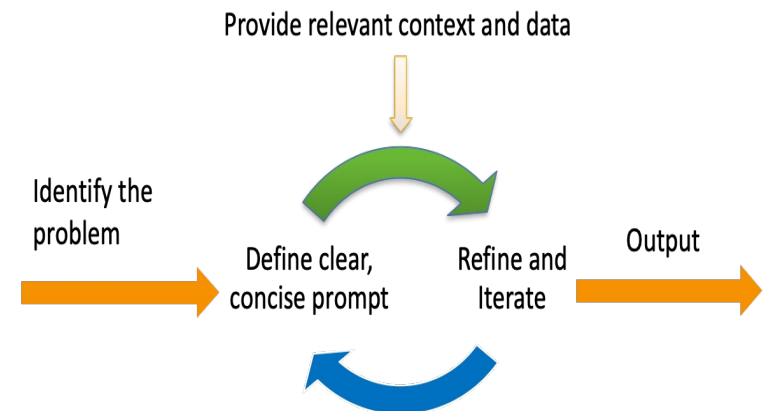 Provide relevant context and data
Identify the
problem
Define clear,
concise prompt
Refine and
Iterate
Output